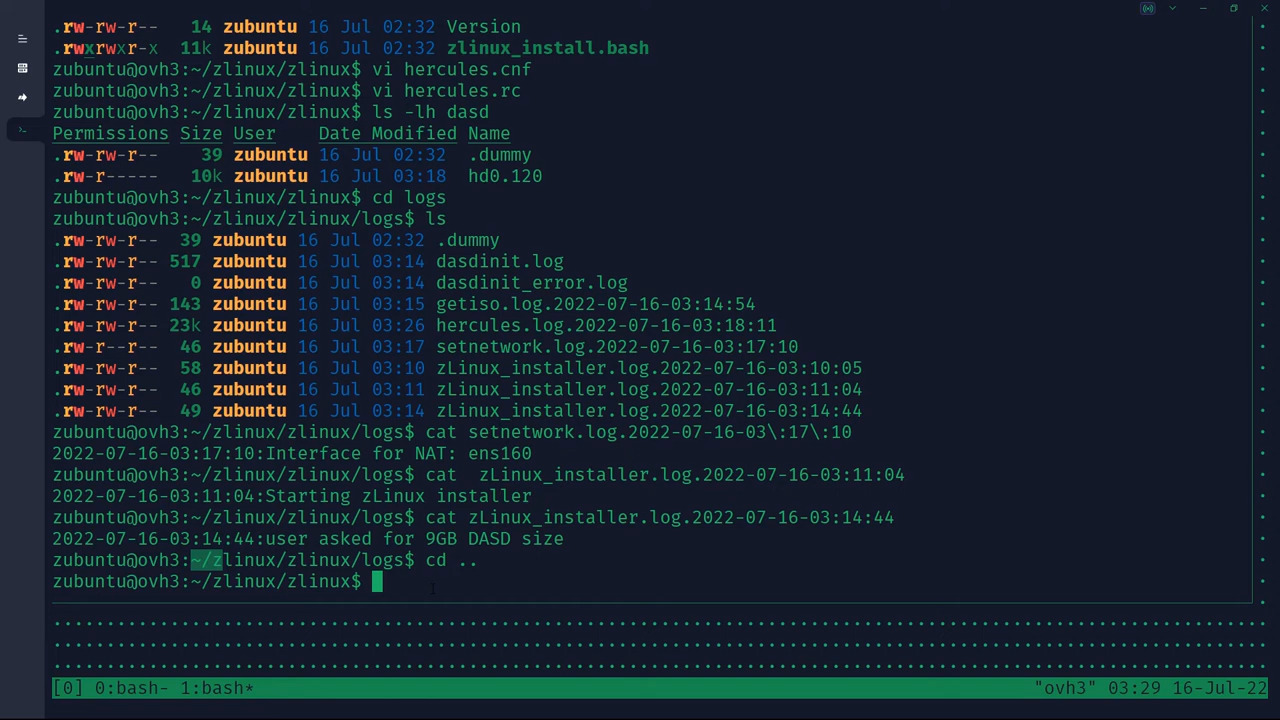 .rw-rw-r-- 14 zubuntu 16 Jul 02:32 Version
.rwxrwxr-x 11k zubuntu 16 Jul 02:32 zlinux_install.bash
zubuntu@ovh3:~/zlinux/zlinux$ vi hercules.cnf
zubuntu@ovh3:~/zlinux/zlinux$ vi hercules.rc
zubuntu@ovh3:~/zlinux/zlinux$ ls -lh dasd
Permissions Size User Date Modified Name
.rw-rw-r-- 39 zubuntu 16 Jul 02:32 .dummy
.rw-r----- 10k zubuntu 16 Jul 03:18 hd0.120
zubuntu@ovh3:~/zlinux/zlinux$ cd logs
zubuntu@ovh3:~/zlinux/zlinux/logs$ ls
.rw-rw-r-- 39 zubuntu 16 Jul 02:32 .dummy
.rw-rw-r-- 517 zubuntu 16 Jul 03:14 dasdinit.log
.rw-rw-r-- 0 zubuntu 16 Jul 03:14 dasdinit_error.log
.rw-rw-r-- 143 zubuntu 16 Jul 03:15 getiso.log.2022-07-16-03:14:54
.rw-rw-r-- 23k zubuntu 16 Jul 03:26 hercules.log.2022-07-16-03:18:11
.rw-r--r-- 46 zubuntu 16 Jul 03:17 setnetwork.log.2022-07-16-03:17:10
.rw-rw-r-- 58 zubuntu 16 Jul 03:10 zLinux_installer.log.2022-07-16-03:10:05
.rw-rw-r-- 46 zubuntu 16 Jul 03:11 zLinux_installer.log.2022-07-16-03:11:04
.rw-rw-r-- 49 zubuntu 16 Jul 03:14 zLinux_installer.log.2022-07-16-03:14:44
zubuntu@ovh3:~/zlinux/zlinux/logs$ cat setnetwork.log.2022-07-16-03\:17\:10
2022-07-16-03:17:10:Interface for NAT: ens160
zubuntu@ovh3:~/zlinux/zlinux/logs$ cat  zLinux_installer.log.2022-07-16-03:11:04
2022-07-16-03:11:04:Starting zLinux installer
zubuntu@ovh3:~/zlinux/zlinux/logs$ cat zLinux_installer.log.2022-07-16-03:14:44
2022-07-16-03:14:44:user asked for 9GB DASD size
zubuntu@ovh3:~/zlinux/zlinux/logs$ cd ..
zubuntu@ovh3:~/zlinux/zlinux$
[0] 0:bash- 1:bash* "ovh3" 03:29 16-Jul-22